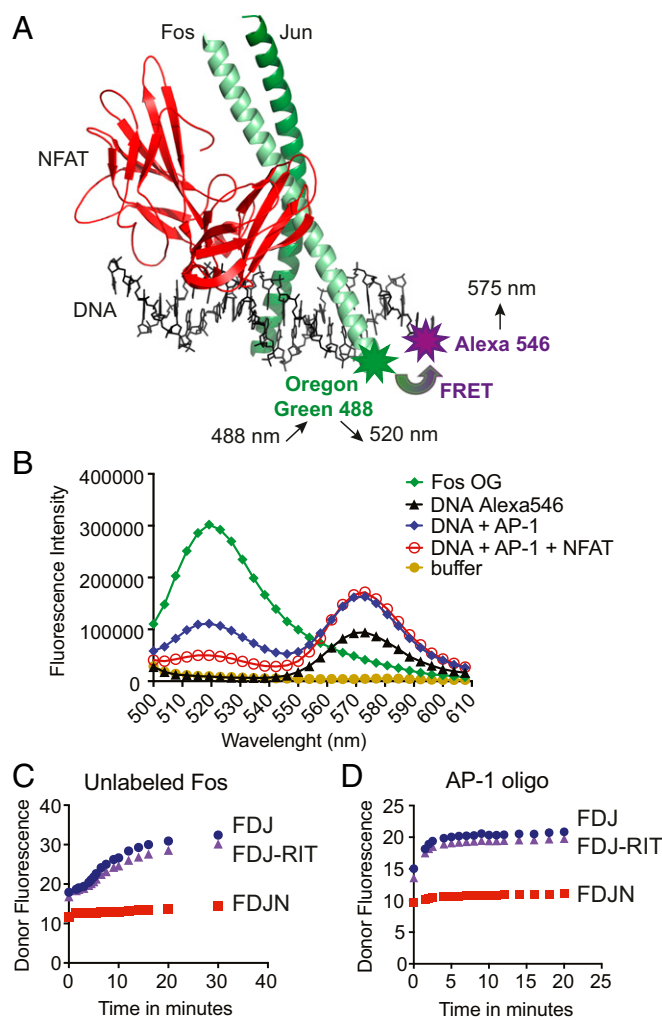 A
Fos
Jun
NFAT
DNA
575 nm
Alexa 546
Oregon
Green 488
FRET
488 nm
520 nm
B
Fluorescence Intensity
400000
300000
200000
100000
0
500
510
520
530
540
550
560
570
580
590
600
610
Wavelenght (nm)
Fos OG
DNA Alexa546
DNA + AP-1
DNA + AP-1 + NFAT
buffer
C
Unlabeled Fos
Donor Fluorescence
40
30
20
10
0
0
10
20
30
40
Time in minutes
FDJ
FDJ-RIT
FDJN
D
AP-1 oligo
Donor Fluorescence
25
20
15
10
5
0
0
5
10
15
20
25
Time in minutes
FDJ
FDJ-RIT
FDJN